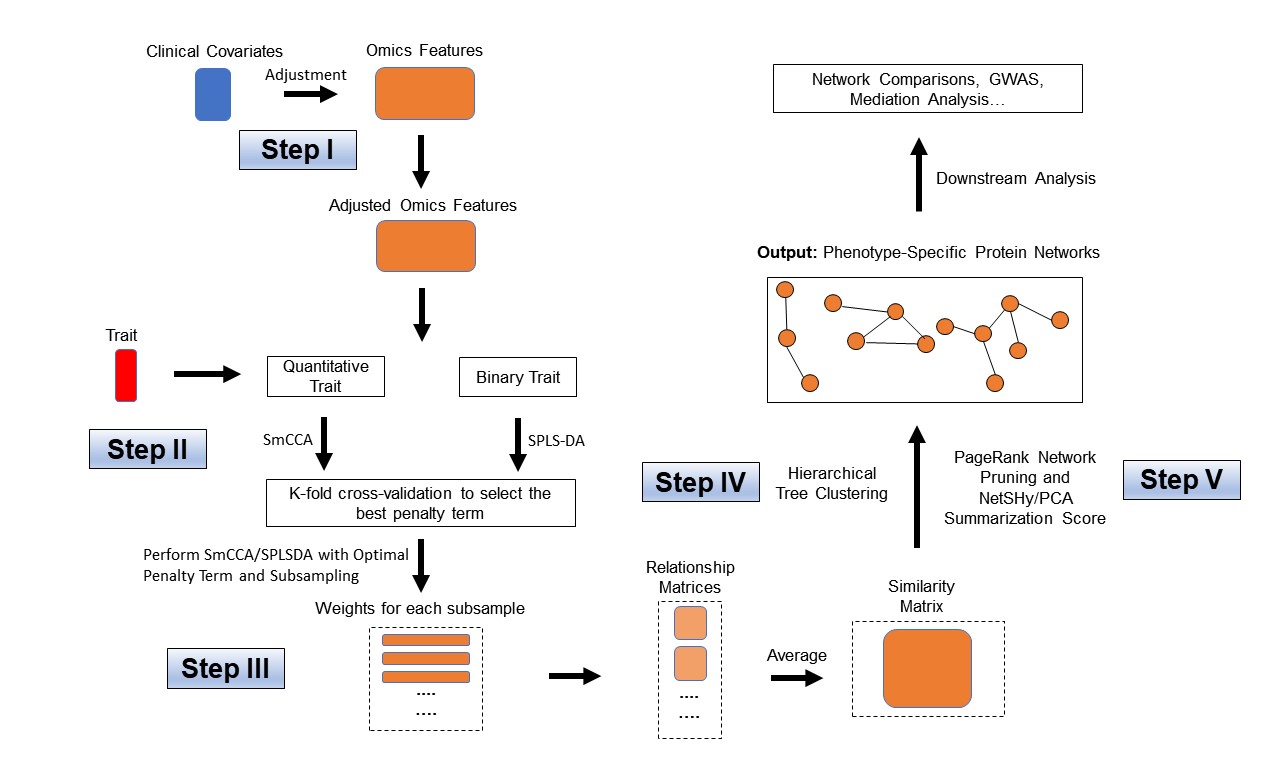 Clinical Covariates
Adjustment
Omics Features
Step I
Adjusted Omics Features
Trait
Quantitative
Trait
Binary Trait
Step II
SmCCA
SPLS-DA
K-fold cross-validation to select the
best penalty term
Perform SmCCA/SPLSDA with Optimal
Penalty Term and Subsampling
Weights for each subsample
Step III
....
....
Relationship
Matrices
....
....
Average
Similarity
Matrix
Step IV
Hierarchical
Tree Clustering
PageRank Network
Pruning and
NetSHy/PCA
Summarization Score
Step V
Output: Phenotype-Specific Protein Networks
Downstream Analysis
Network Comparisons, GWAS,
Mediation Analysis…